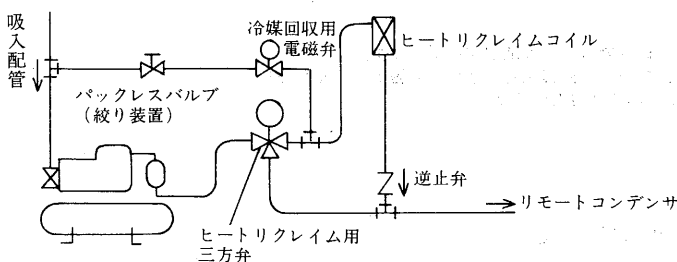 吸入配管
冷媒回収用
電磁弁
ヒートリクレイムコイル
パックレスバルブ
(絞り装置)
逆止弁
リモートコンデンサ
ヒートリクレイム用
三方弁